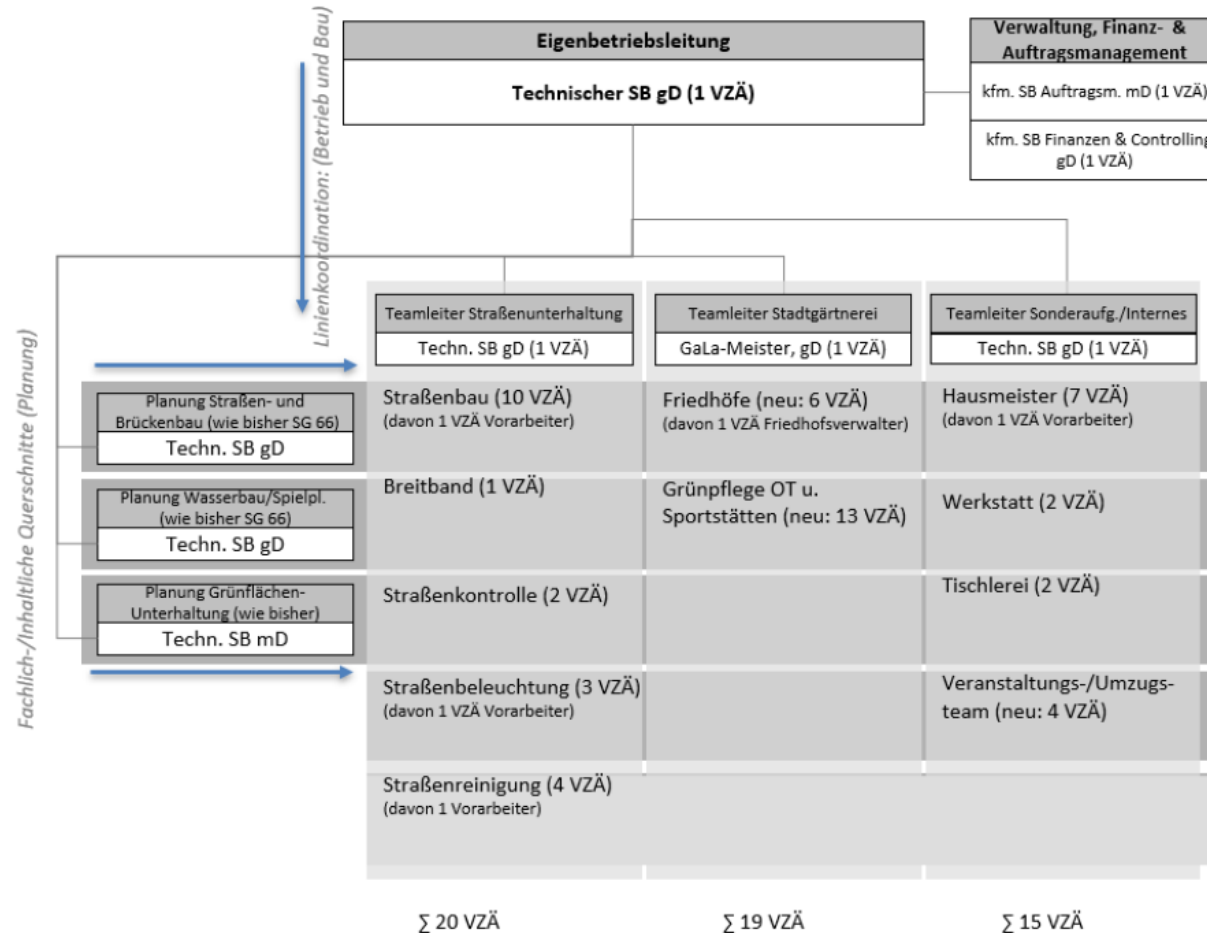 Eigenbetriebsleitung
Technischer SB gD (1 VZÄ)
Verwaltung, Finanz- &
Auftragsmanagement
kfm. SB Auftragsm. mD (1 VZÄ)
kfm. SB Finanzen & Controlling
gD (1 VZÄ)
Linienkoordination: (Betrieb und Bau)
Fachlich-/Inhaltliche Querschnitte (Planung)
Teamleiter Straßenunterhaltung
Techn. SB gD (1 VZÄ)
Teamleiter Stadtgärtnerei
GaLa-Meister, gD (1 VZÄ)
Teamleiter Sonderaufg./Internes
Techn. SB gD (1 VZÄ)
Planung Straßen- und
Brückenbau (wie bisher SG 66)
Techn. SB gD
Planung Wasserbau/Spielpl.
(wie bisher SG 66)
Techn. SB gD
Planung Grünflächen-
Unterhaltung (wie bisher)
Techn. SB mD
Straßenbau (10 VZÄ)
(davon 1 VZÄ Vorarbeiter)
Breitband (1 VZÄ)
Straßenkontrolle (2 VZÄ)
Straßenbeleuchtung (3 VZÄ)
(davon 1 VZÄ Vorarbeiter)
Straßenreinigung (4 VZÄ)
(davon 1 Vorarbeiter)
Friedhöfe (neu: 6 VZÄ)
(davon 1 VZÄ Friedhofsverwalter)
Grünpflege OT u.
Sportstätten (neu: 13 VZÄ)
Hausmeister (7 VZÄ)
(davon 1 VZÄ Vorarbeiter)
Werkstatt (2 VZÄ)
Tischlerei (2 VZÄ)
Veranstaltungs-/Umzugs-
team (neu: 4 VZÄ)
∑ 20 VZÄ
∑ 19 VZÄ
∑ 15 VZÄ